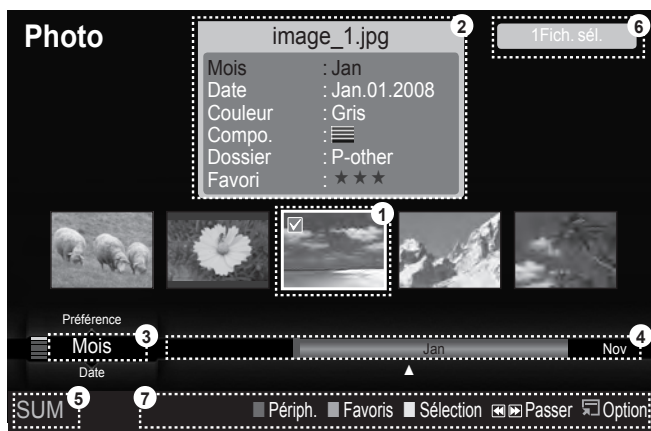 Photo
image_1.jpg
2
1Fich. sél.
6
Mois : Jan
Date : Jan.01.2008
Couleur : Gris
Compo. :
Dossier : P-other
Favori : ★★★
1
Préférence
Mois
3
Jan
Nov
4
Date
5
7
SUM
Périph. Favoris Sélection Passer Option